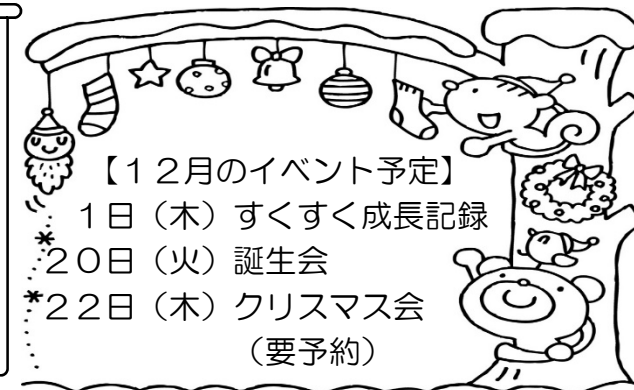 【１２月のイベント予定】
１日（木）すくすく成長記録
*２０日（火）誕生会
*２２日（木）クリスマス会
（要予約）